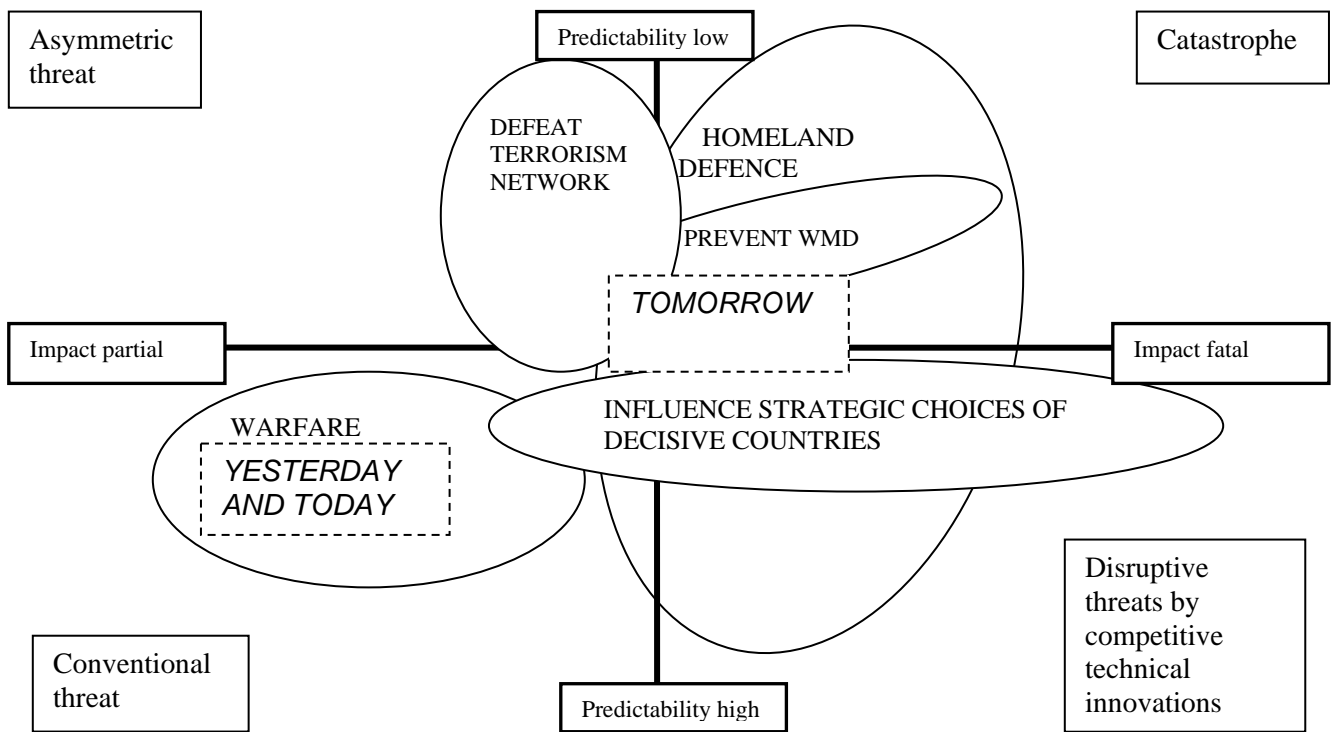 Asymmetric
threat
Predictability low
Catastrophe
DEFEAT
TERRORISM
NETWORK
HOMELAND
DEFENCE
PREVENT WMD
TOMORROW
Impact partial
Impact fatal
INFLUENCE STRATEGIC CHOICES OF
DECISIVE COUNTRIES
WARFARE
YESTERDAY
AND TODAY
Disruptive
threats by
competitive
technical
innovations
Conventional
threat
Predictability high